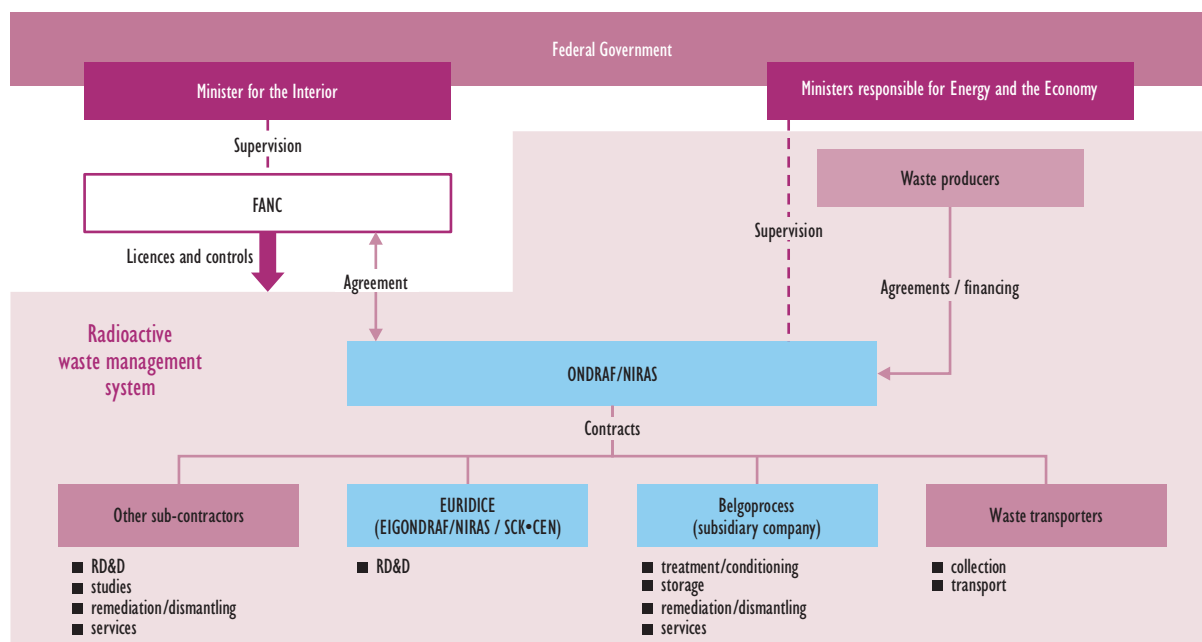 Federal Government
Minister for the Interior
Ministers responsible for Energy and the Economy
Supervision
Waste producers
FANC
Supervision
Licences and controls
Agreement
Agreements / financing
Radioactive
waste management
system
ONDRAF/NIRAS
Contracts
Other sub-contractors
EURIDICE
(EIGONDRAF/NIRAS / SCK•CEN)
Belgoprocess
(subsidiary company)
Waste transporters
■ RD&D
■ studies
■ remediation/dismantling
■ services
■ RD&D
■ treatment/conditioning
■ storage
■ remediation/dismantling
■ services
■ collection
■ transport